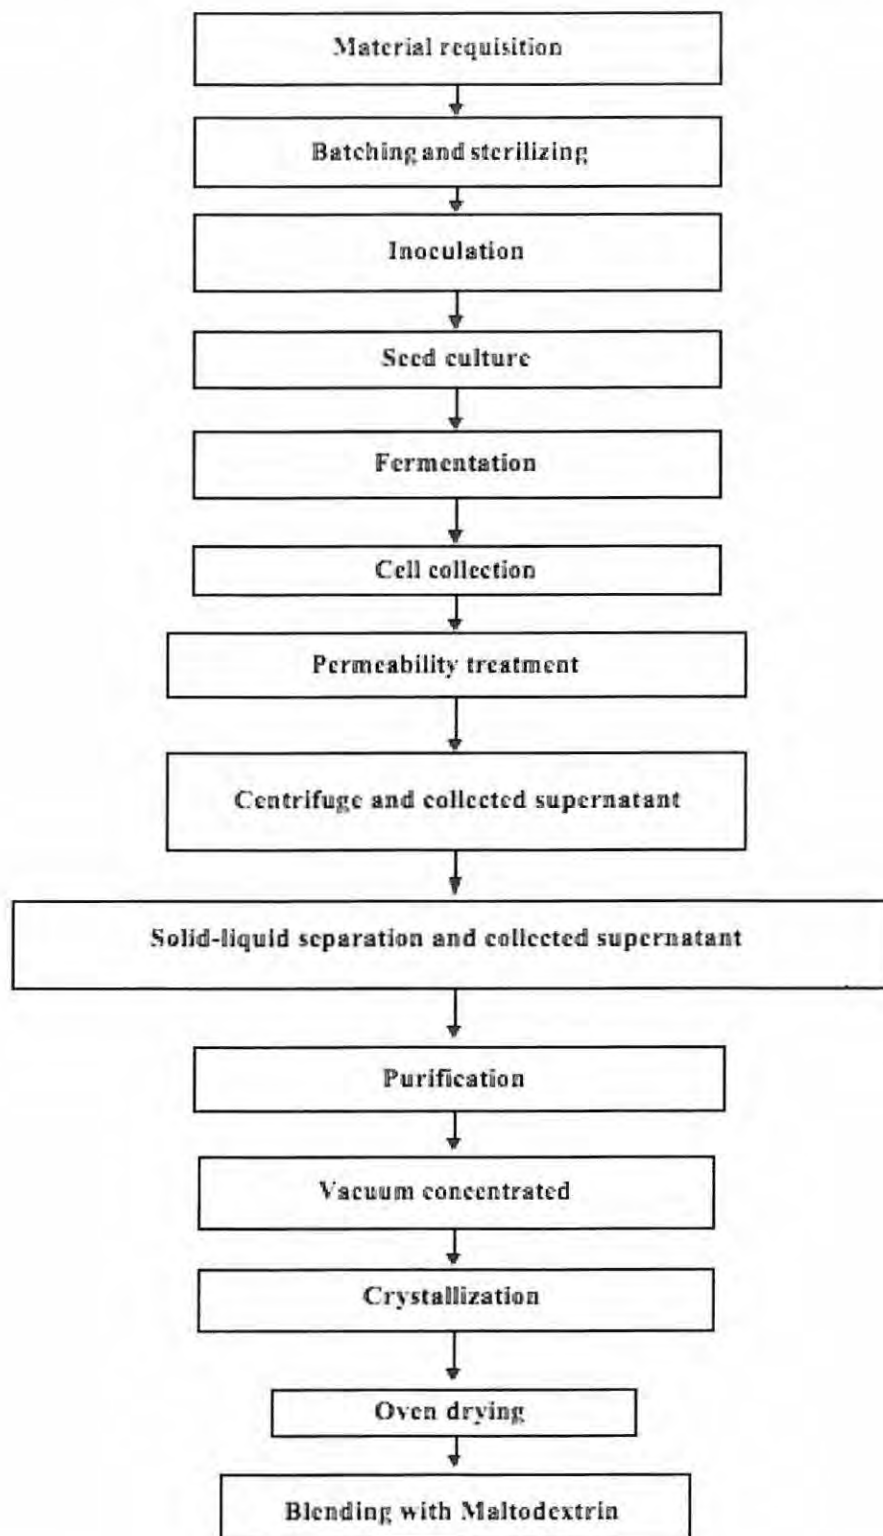 Material requisition
Batching and sterilizing
Inoculation
Seed culture
Fermentation
Cell collection
Permeability treatment
Centrifuge and collected supernatant
Solid-liquid separation and collected supernatant
Purification
Vacuum concentrated
Crystallization
Oven drying
Blending with Maltodextrin